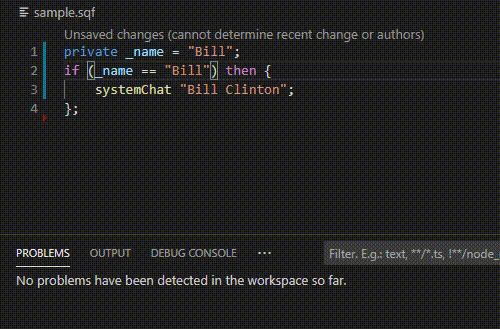 sample.sqf
Unsaved changes (cannot determine recent change or authors)
1 private _name = "Bill";
2 if (_name == "Bill") then {
3 systemChat "Bill Clinton";
4 };
PROBLEMS OUTPUT DEBUG CONSOLE ··· Filter. E.g.: text, **/*.ts, !**/node_
No problems have been detected in the workspace so far.